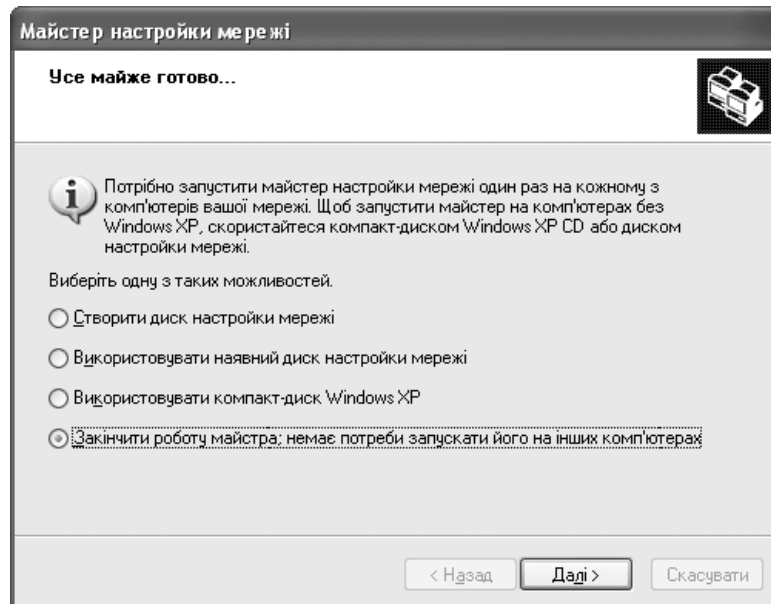 Майстер настройки мережі
Усе майже готово...
Потрібно запустити майстер настройки мережі один раз на кожному з
комп'ютерів вашої мережі. Щоб запустити майстер на комп'ютерах без
Windows XP, скористайтеся компакт-диском Windows XP CD або диском
настройки мережі.
Виберіть одну з таких можливостей.
Створити диск настройки мережі
Використовувати наявний диск настройки мережі
Використовувати компакт-диск Windows XP
Закінчити роботу майстра; немає потреби запускати його на інших комп'ютерах
< Назад Далі > Скасувати